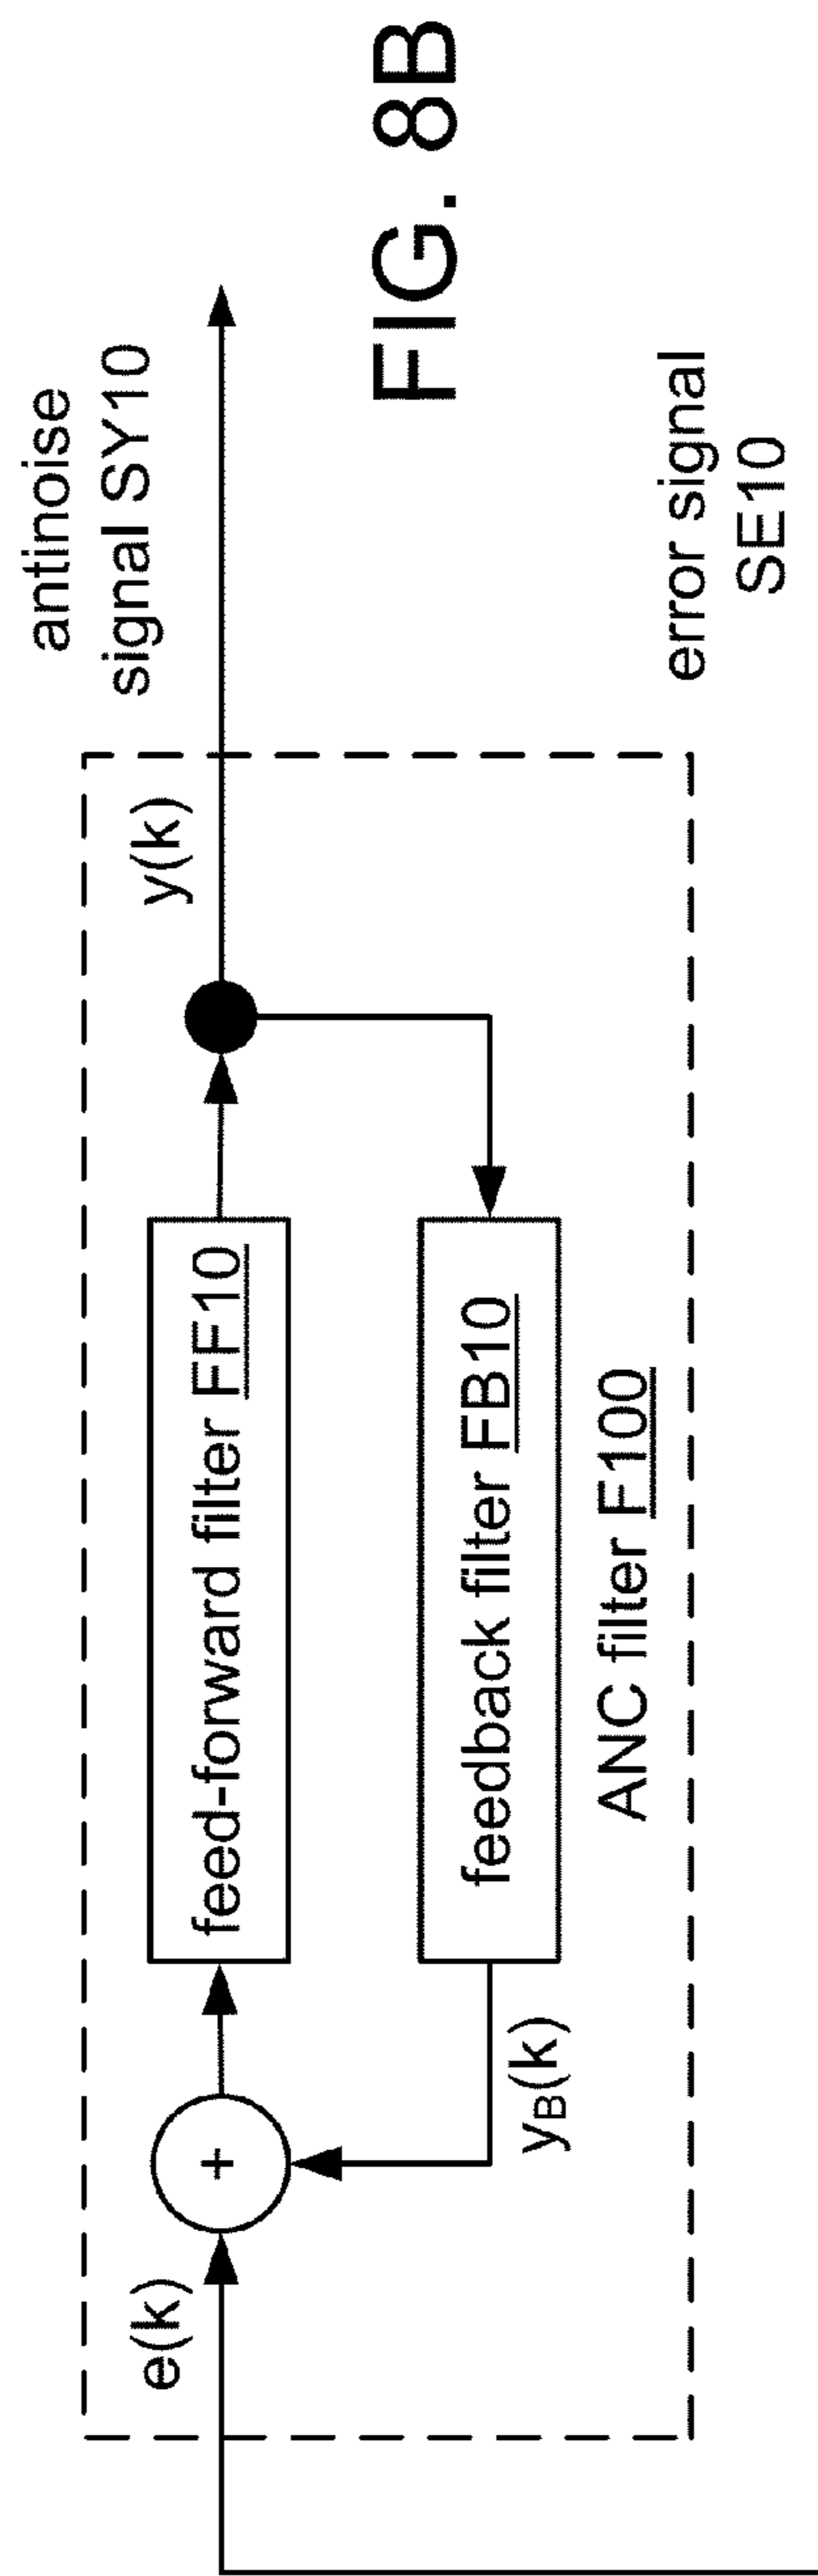 antinoise
signal SY10
y(k)
e(k)
+
feed-forward filter FF10
feedback filter FB10
yB(k)
ANC filter F100
error signal
SE10
FIG. 8B